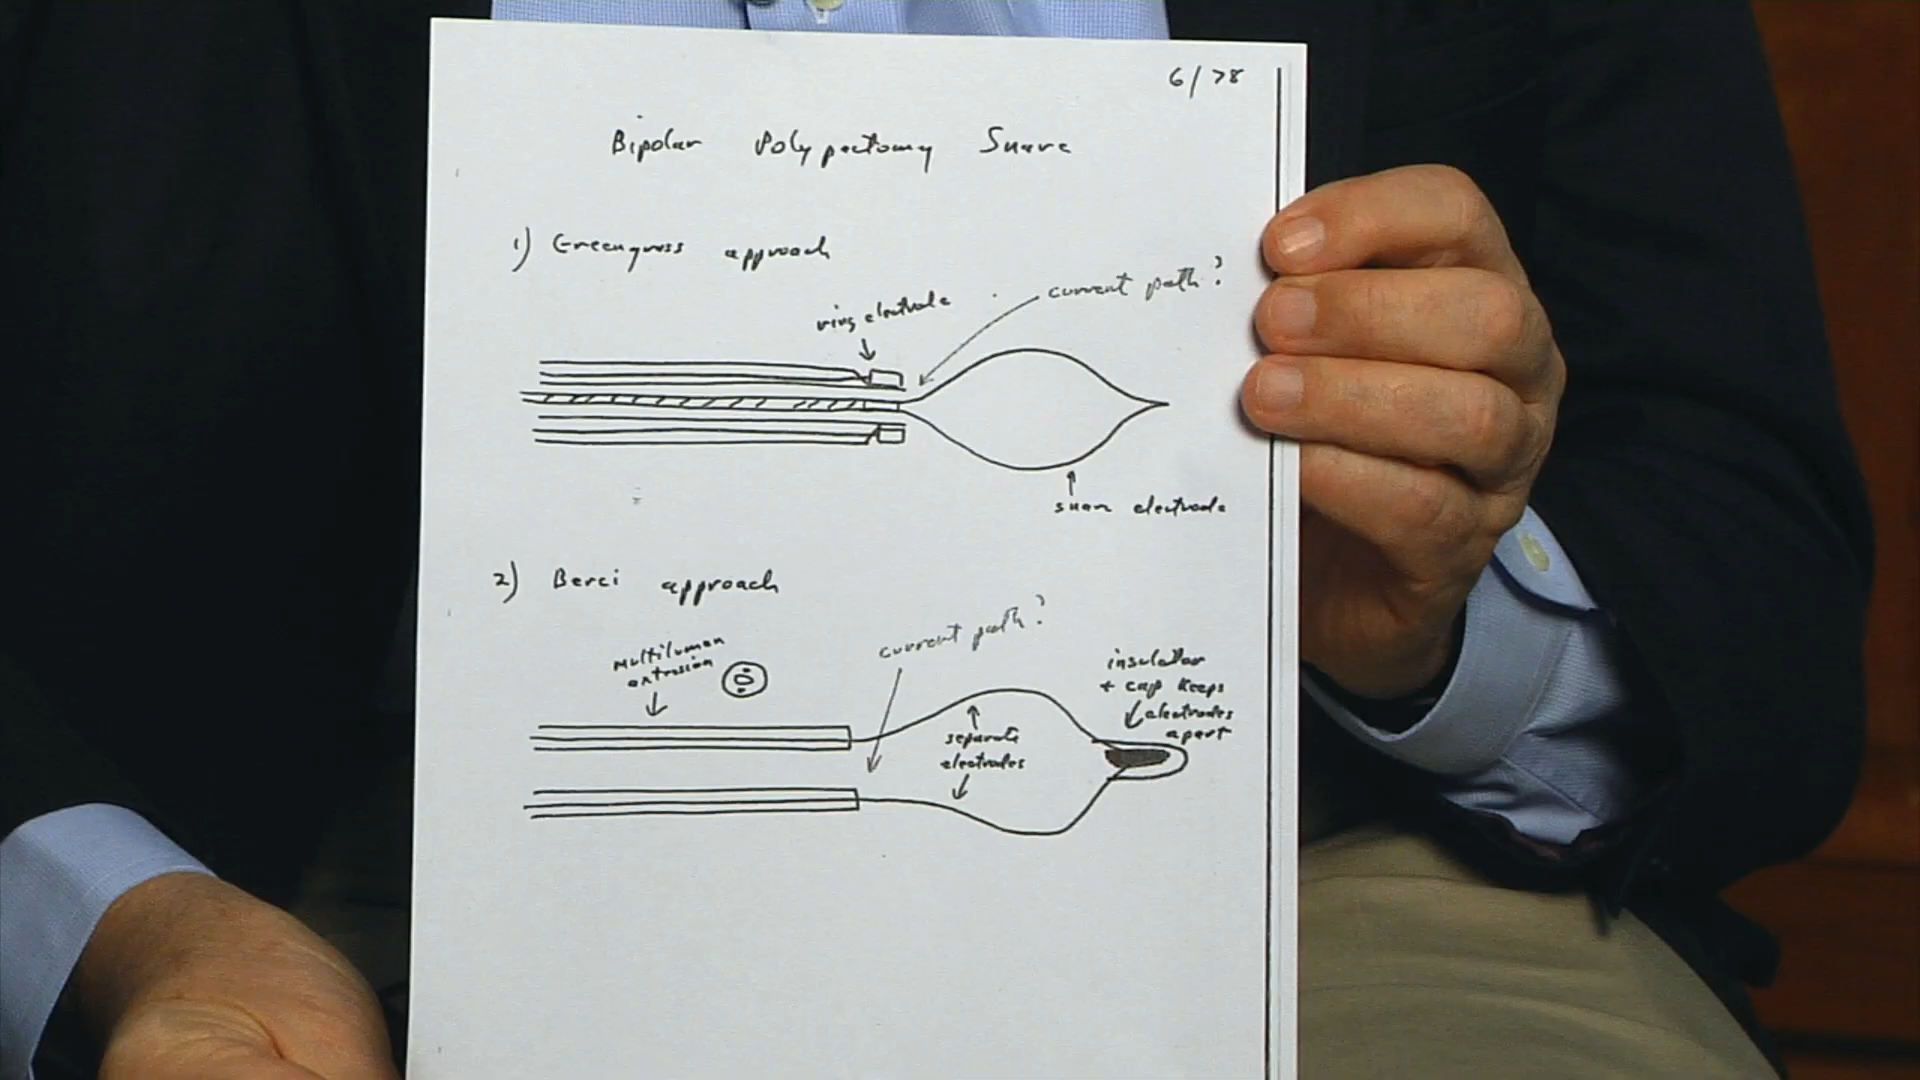 6/78
Bipolar Polypectomy Snare
1) Greengrass approach
current path?
ring electrode
snare electrode
2) Berci approach
current path?
multilumen
extrusion
insulator
+ cap keeps
electrodes
apart
separate
electrodes